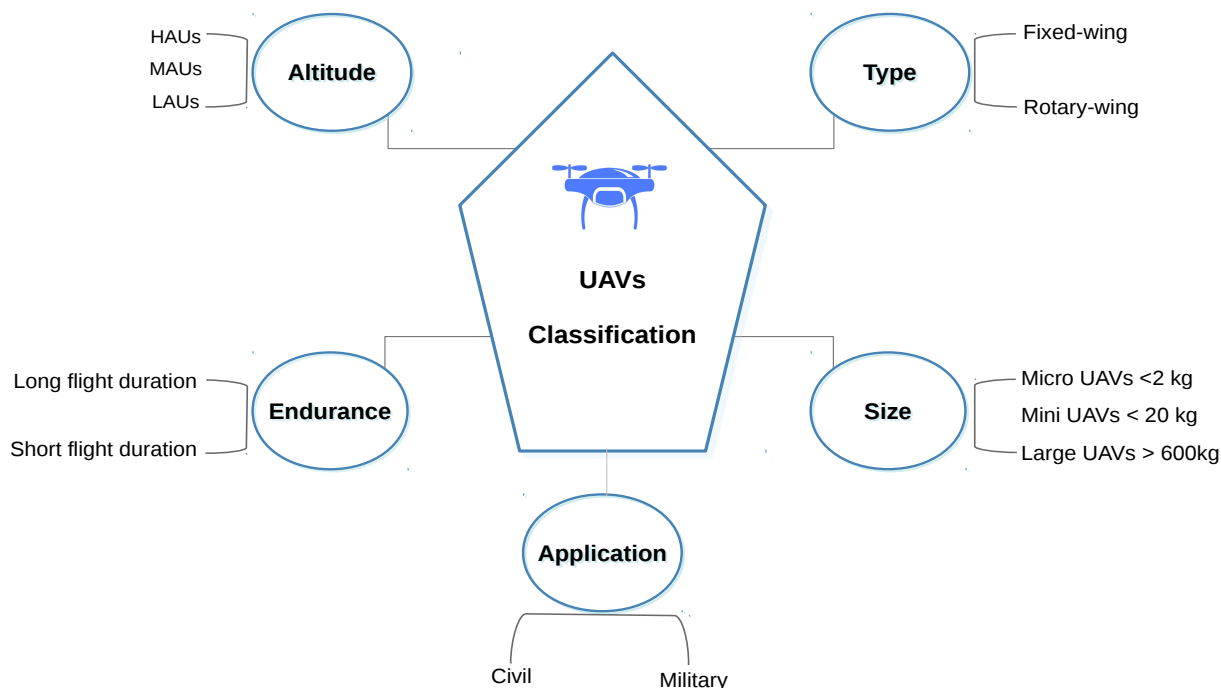 HAUs
MAUs
LAUs
Altitude
Type
Fixed-wing
Rotary-wing
UAVs
Classification
Long flight duration
Short flight duration
Endurance
Size
Micro UAVs <2 kg
Mini UAVs < 20 kg
Large UAVs > 600kg
Application
Civil
Military